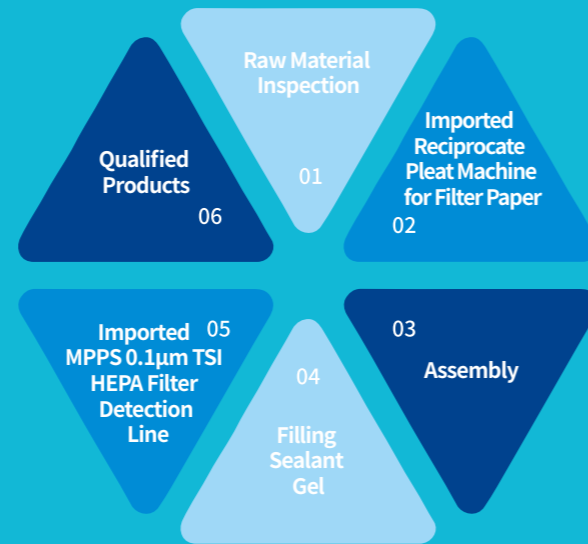 Raw Material
Inspection
01
Imported
Reciprocate
Pleat Machine
for Filter Paper
02
03
Assembly
04
Filling
Sealant
Gel
Imported 05
MPPS 0.1μm TSI
HEPA Filter
Detection
Line
Qualified
Products
06